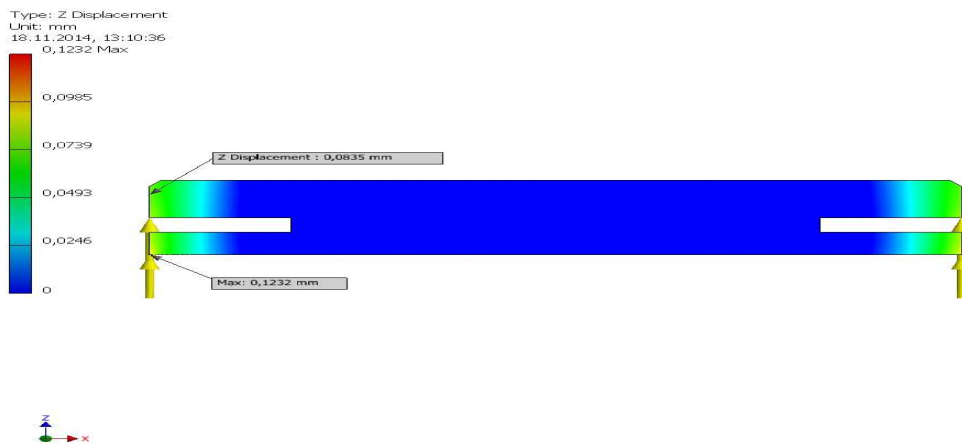 Type: Z Displacement
Unit: mm
18.11.2014, 13:10:36
0,1232 Max
0,0985
0,0739
0,0493
0,0246
0
Z Displacement : 0,0835 mm
Max: 0,1232 mm
Z
X